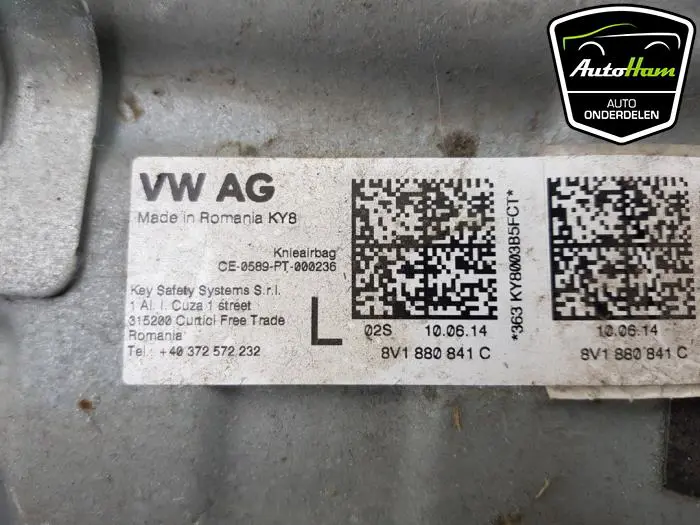 AutoHam
AUTO
ONDERDELEN
VW AG
Made in Romania KY8
Knieairbag
CE-0589-PT-000236
Key Safety Systems S.r.l.
1 Al. I. Cuza 1 street
315200 Curtici Free Trade
Romania
Tel.: +40 372 572 232
L
02S 10.06.14
8V1 880 841 C
*363 KY8003B5FCT*
10.06.14
8V1 880 841 C